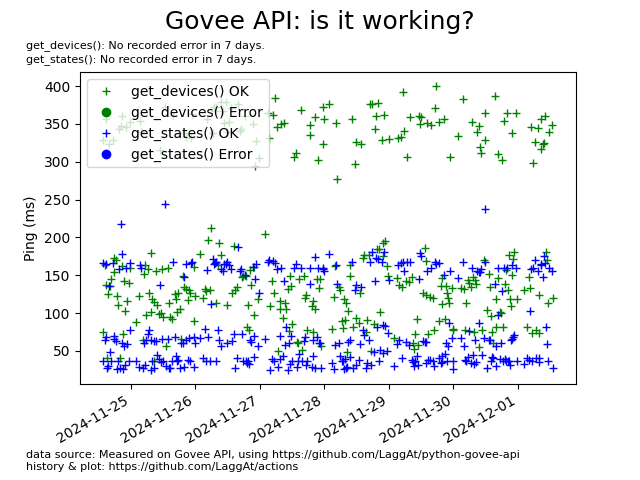 Govee API: is it working?
get_devices(): No recorded error in 7 days.
get_states(): No recorded error in 7 days.
get_devices() OK
get_devices() Error
get_states() OK
get_states() Error
Ping (ms)
400
350
300
250
200
150
100
50
2024-11-25
2024-11-26
2024-11-27
2024-11-28
2024-11-29
2024-11-30
2024-12-01
data source: Measured on Govee API, using https://github.com/LaggAt/python-govee-api
history & plot: https://github.com/LaggAt/actions